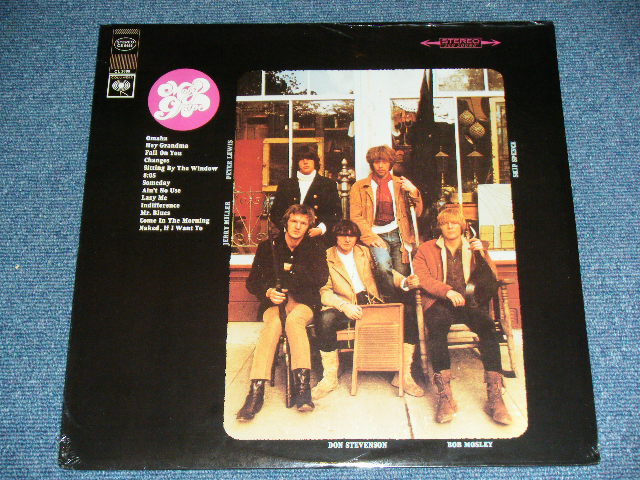 STEREO
Omaha
Hey Grandma
Fall On You
Changes
Sitting By The Window
8:05
Someday
Ain't No Use
Lazy Me
Indifference
Mr. Blues
Come In The Morning
Naked, If I Want To
PETER LEWIS
JERRY MILLER
SKIP SPENCE
DON STEVENSON
BOB MOSLEY